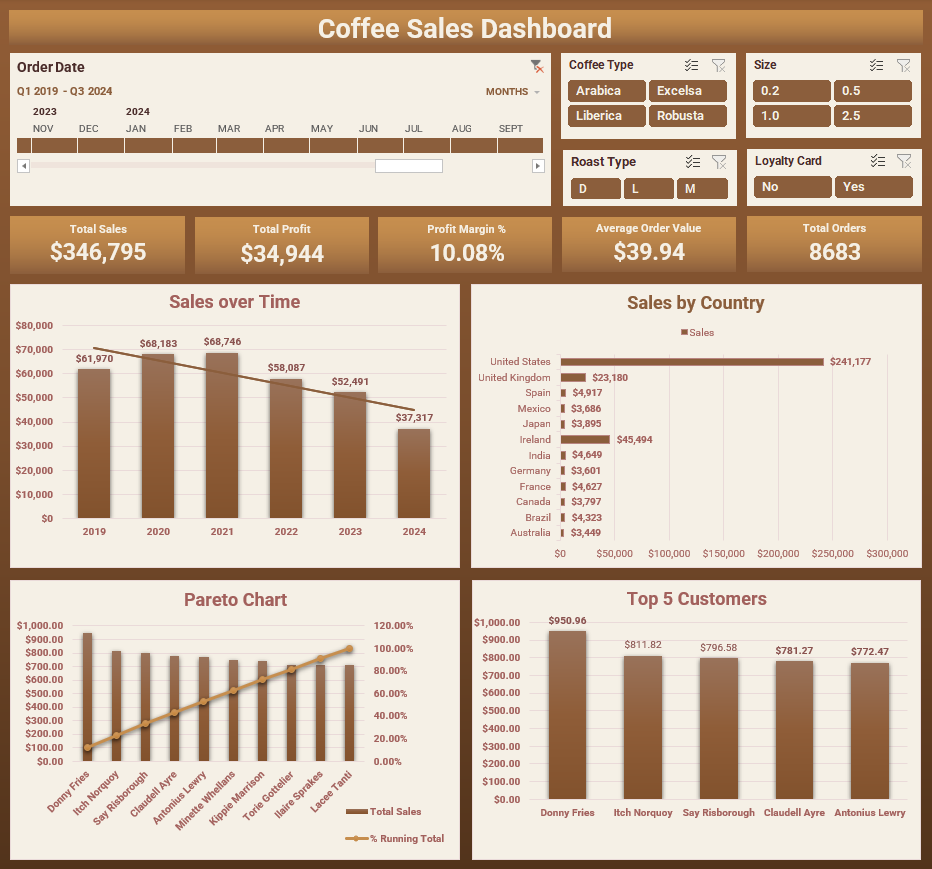 Coffee Sales Dashboard
Order Date
Q1 2019 - Q3 2024
MONTHS
2023 2024
NOV DEC JAN FEB MAR APR MAY JUN JUL AUG SEPT
Coffee Type
Arabica Excelsa
Liberica Robusta
Size
0.2 0.5
1.0 2.5
Roast Type
D L M
Loyalty Card
No Yes
Total Sales
$346,795
Total Profit
$34,944
Profit Margin %
10.08%
Average Order Value
$39.94
Total Orders
8683
Sales over Time
$80,000
$70,000
$60,000
$50,000
$40,000
$30,000
$20,000
$10,000
$0
$61,970
$68,183
$68,746
$58,087
$52,491
$37,317
2019 2020 2021 2022 2023 2024
Sales by Country
Sales
United States $241,177
United Kingdom $23,180
Spain $4,917
Mexico $3,686
Japan $3,895
Ireland $45,494
India $4,649
Germany $3,601
France $4,627
Canada $3,797
Brazil $4,323
Australia $3,449
$0 $50,000 $100,000 $150,000 $200,000 $250,000 $300,000
Pareto Chart
$1,000.00
$900.00
$800.00
$700.00
$600.00
$500.00
$400.00
$300.00
$200.00
$100.00
$0.00
120.00%
100.00%
80.00%
60.00%
40.00%
20.00%
0.00%
Donny Fries
Itch Norquoy
Say Risborough
Claudell Ayre
Antonius Lewry
Minette Whellans
Kippie Marrison
Torie Gottelier
Ilaire Sprakes
Lacee Tanti
Total Sales
% Running Total
Top 5 Customers
$1,000.00
$900.00
$800.00
$700.00
$600.00
$500.00
$400.00
$300.00
$200.00
$100.00
$0.00
$950.96
$811.82
$796.58
$781.27
$772.47
Donny Fries Itch Norquoy Say Risborough Claudell Ayre Antonius Lewry